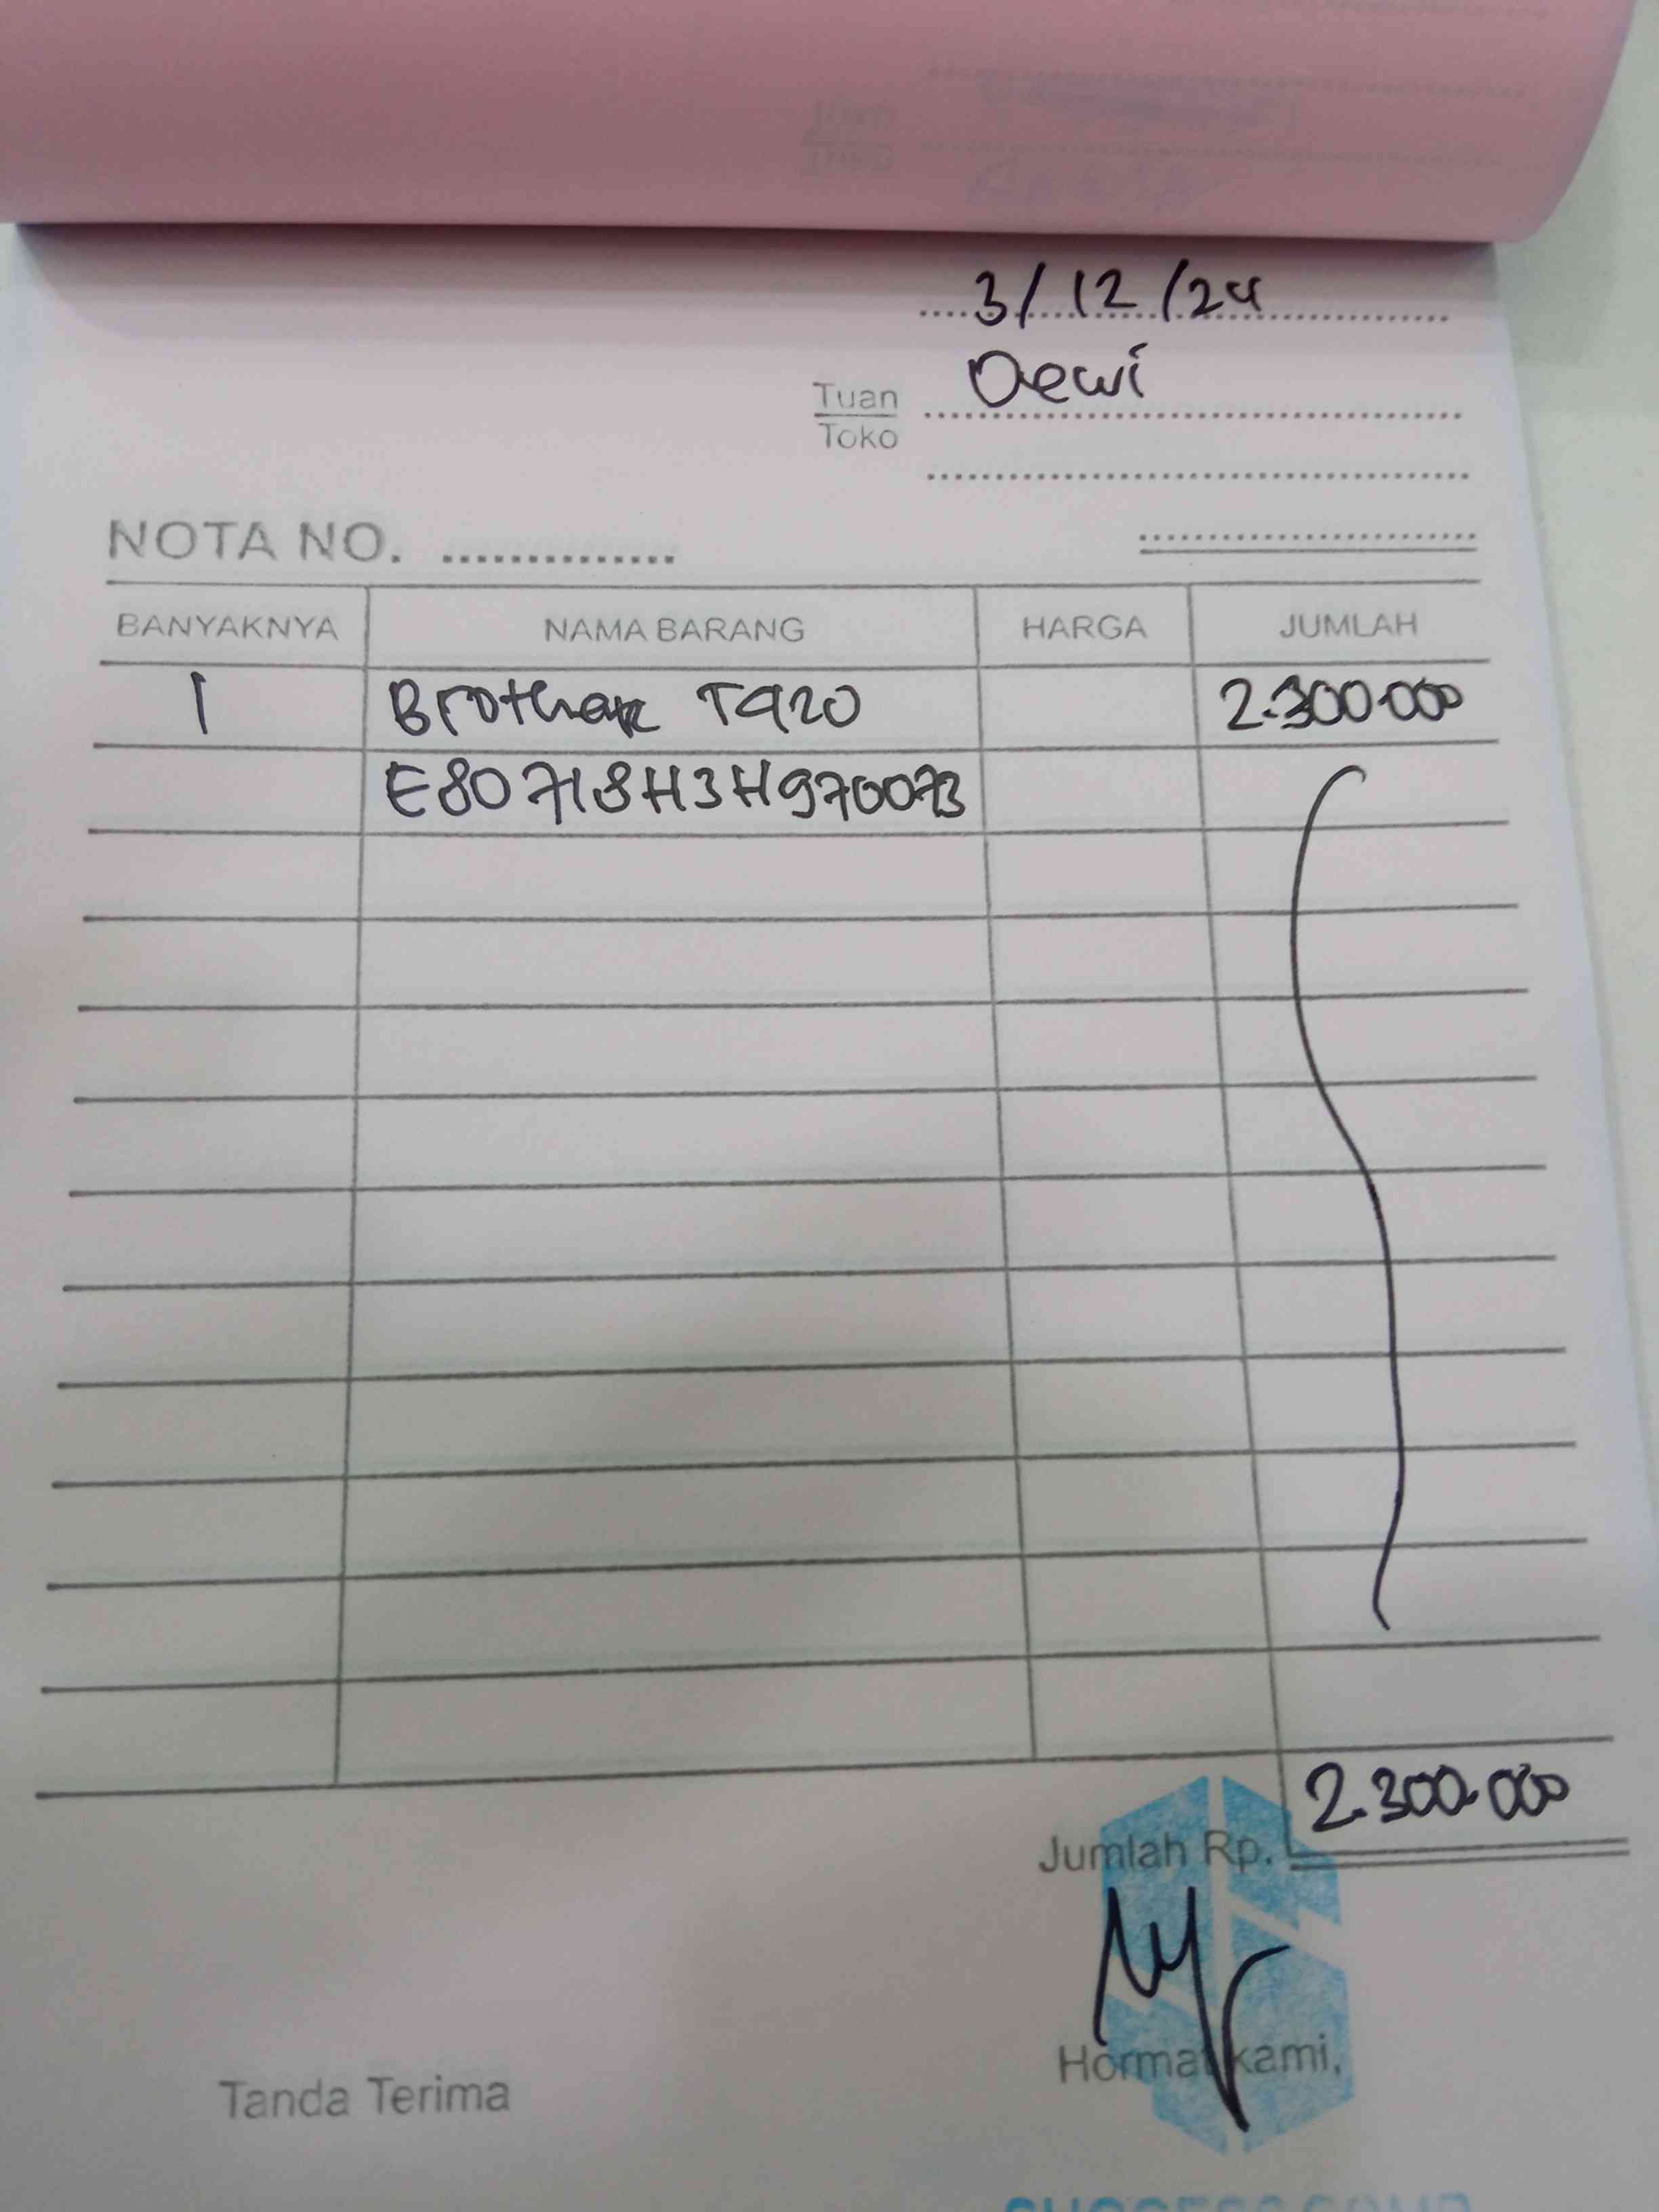 3/12/24
Tuan Dewi
Toko
NOTA NO. ..............
BANYAKNYA NAMA BARANG HARGA JUMLAH
1 Brother T920 2.300.000
E80718H3H970073
2.300.000
Jumlah Rp.
Hormat kami,
Tanda Terima